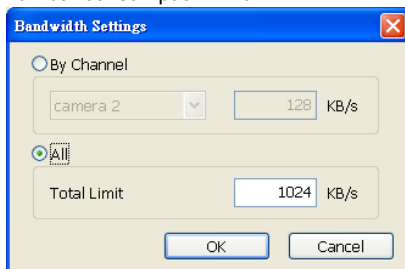 Bandwidth Settings
By Channel
camera 2 128 KB/s
All
Total Limit 1024 KB/s
OK Cancel